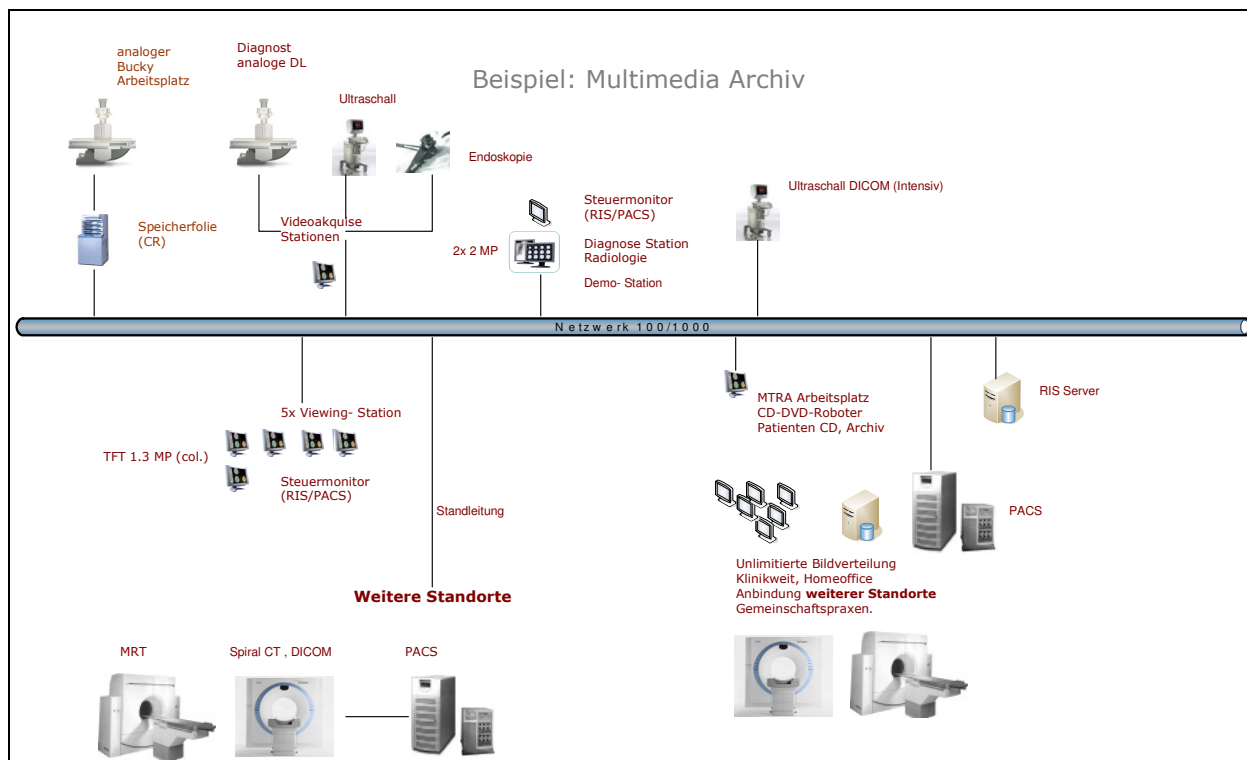 analoger
Bucky
Arbeitsplatz
Diagnost
analoge DL
Beispiel: Multimedia Archiv
Ultraschall
Endoskopie
Ultraschall DICOM (Intensiv)
Speicherfolie
(CR)
Videoakquise
Stationen
Steuermonitor
(RIS/PACS)
2x 2 MP
Diagnose Station
Radiologie
Demo- Station
Netzwerk 100/1000
5x Viewing- Station
TFT 1.3 MP (col.)
Steuermonitor
(RIS/PACS)
Standleitung
MTRA Arbeitsplatz
CD-DVD-Roboter
Patienten CD, Archiv
RIS Server
PACS
Unlimitierte Bildverteilung
Klinikweit, Homeoffice
Anbindung weiterer Standorte
Gemeinschaftspraxen.
Weitere Standorte
MRT
Spiral CT , DICOM
PACS